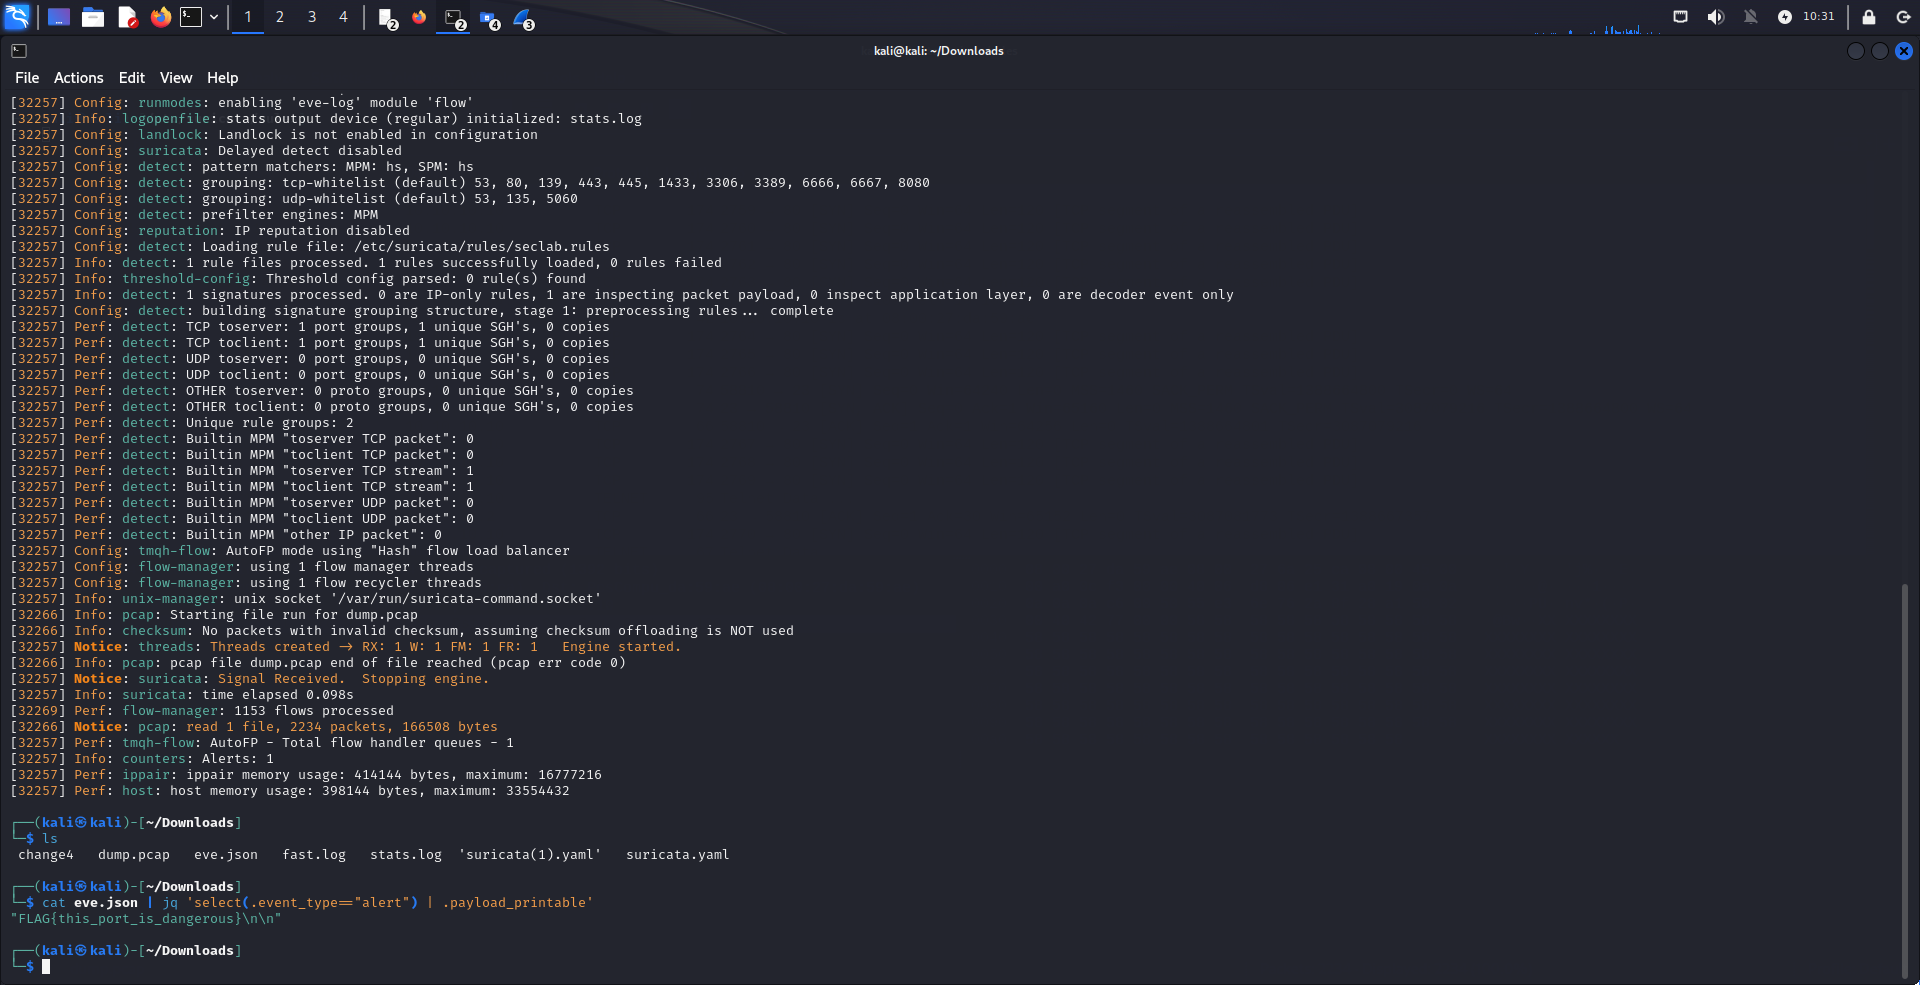 1 2 3 4 2 2 4 3 10:31
kali@kali: ~/Downloads
File Actions Edit View Help
[32257] Config: runmodes: enabling 'eve-log' module 'flow'
[32257] Info: logopenfile: stats output device (regular) initialized: stats.log
[32257] Config: landlock: Landlock is not enabled in configuration
[32257] Config: suricata: Delayed detect disabled
[32257] Config: detect: pattern matchers: MPM: hs, SPM: hs
[32257] Config: detect: grouping: tcp-whitelist (default) 53, 80, 139, 443, 445, 1433, 3306, 3389, 6666, 6667, 8080
[32257] Config: detect: grouping: udp-whitelist (default) 53, 135, 5060
[32257] Config: detect: prefilter engines: MPM
[32257] Config: reputation: IP reputation disabled
[32257] Config: detect: Loading rule file: /etc/suricata/rules/seclab.rules
[32257] Info: detect: 1 rule files processed. 1 rules successfully loaded, 0 rules failed
[32257] Info: threshold-config: Threshold config parsed: 0 rule(s) found
[32257] Info: detect: 1 signatures processed. 0 are IP-only rules, 1 are inspecting packet payload, 0 inspect application layer, 0 are decoder event only
[32257] Config: detect: building signature grouping structure, stage 1: preprocessing rules... complete
[32257] Perf: detect: TCP toserver: 1 port groups, 1 unique SGH's, 0 copies
[32257] Perf: detect: TCP toclient: 1 port groups, 1 unique SGH's, 0 copies
[32257] Perf: detect: UDP toserver: 0 port groups, 0 unique SGH's, 0 copies
[32257] Perf: detect: UDP toclient: 0 port groups, 0 unique SGH's, 0 copies
[32257] Perf: detect: OTHER toserver: 0 proto groups, 0 unique SGH's, 0 copies
[32257] Perf: detect: OTHER toclient: 0 proto groups, 0 unique SGH's, 0 copies
[32257] Perf: detect: Unique rule groups: 2
[32257] Perf: detect: Builtin MPM "toserver TCP packet": 0
[32257] Perf: detect: Builtin MPM "toclient TCP packet": 0
[32257] Perf: detect: Builtin MPM "toserver TCP stream": 1
[32257] Perf: detect: Builtin MPM "toclient TCP stream": 1
[32257] Perf: detect: Builtin MPM "toserver UDP packet": 0
[32257] Perf: detect: Builtin MPM "toclient UDP packet": 0
[32257] Perf: detect: Builtin MPM "other IP packet": 0
[32257] Config: tmqh-flow: AutoFP mode using "Hash" flow load balancer
[32257] Config: flow-manager: using 1 flow manager threads
[32257] Config: flow-manager: using 1 flow recycler threads
[32257] Info: unix-manager: unix socket '/var/run/suricata-command.socket'
[32266] Info: pcap: Starting file run for dump.pcap
[32266] Info: checksum: No packets with invalid checksum, assuming checksum offloading is NOT used
[32257] Notice: threads: Threads created -> RX: 1 W: 1 FM: 1 FR: 1   Engine started.
[32266] Info: pcap: pcap file dump.pcap end of file reached (pcap err code 0)
[32257] Notice: suricata: Signal Received.  Stopping engine.
[32257] Info: suricata: time elapsed 0.098s
[32269] Perf: flow-manager: 1153 flows processed
[32266] Notice: pcap: read 1 file, 2234 packets, 166508 bytes
[32257] Perf: tmqh-flow: AutoFP - Total flow handler queues - 1
[32257] Info: counters: Alerts: 1
[32257] Perf: ippair: ippair memory usage: 414144 bytes, maximum: 16777216
[32257] Perf: host: host memory usage: 398144 bytes, maximum: 33554432
┌──(kali㉿kali)-[~/Downloads]
└─$ ls
change4   dump.pcap   eve.json   fast.log   stats.log  'suricata(1).yaml'   suricata.yaml
┌──(kali㉿kali)-[~/Downloads]
└─$ cat eve.json | jq 'select(.event_type=="alert") | .payload_printable'
"FLAG{this_port_is_dangerous}\n\n"
┌──(kali㉿kali)-[~/Downloads]
└─$